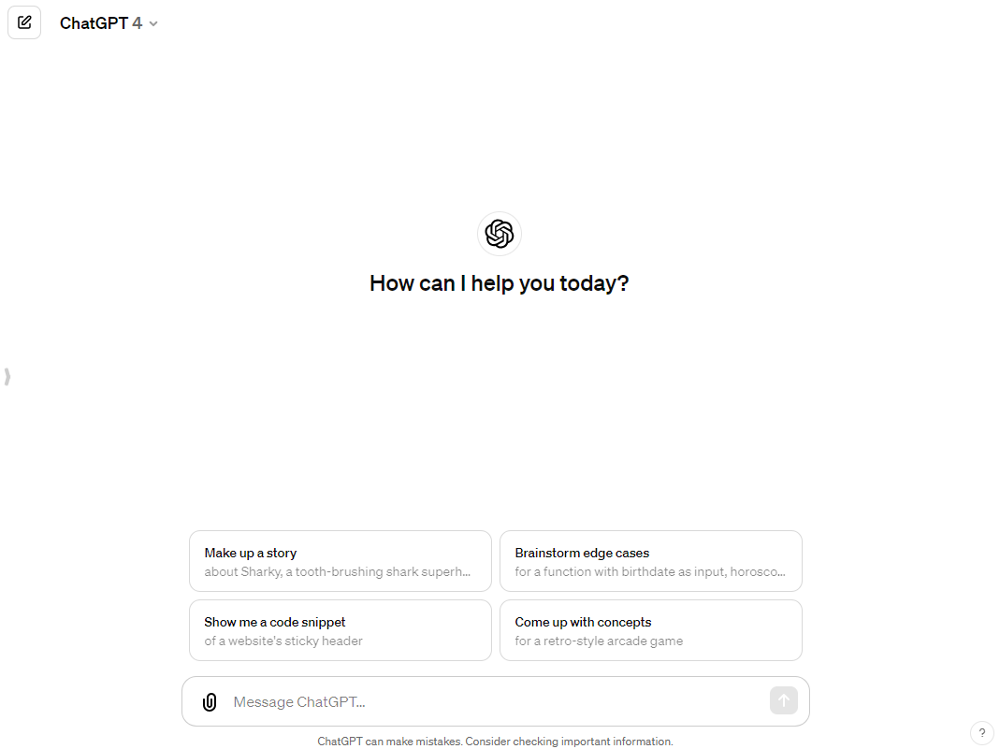 ChatGPT 4
How can I help you today?
Make up a story
about Sharky, a tooth-brushing shark superh...
Brainstorm edge cases
for a function with birthdate as input, horosco...
Show me a code snippet
of a website's sticky header
Come up with concepts
for a retro-style arcade game
Message ChatGPT...
ChatGPT can make mistakes. Consider checking important information.
?